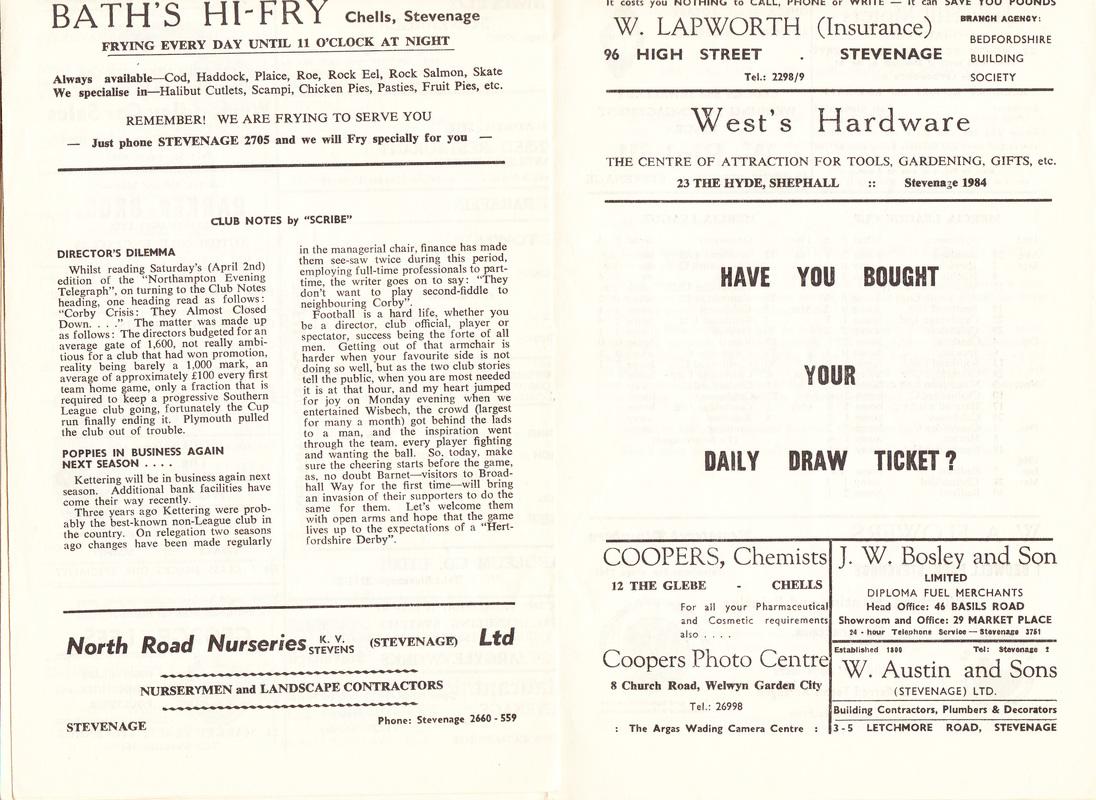 BATH'S HI-FRY Chells, Stevenage
FRYING EVERY DAY UNTIL 11 O'CLOCK AT NIGHT
Always available—Cod, Haddock, Plaice, Roe, Rock Eel, Rock Salmon, Skate
We specialise in—Halibut Cutlets, Scampi, Chicken Pies, Pasties, Fruit Pies, etc.
REMEMBER! WE ARE FRYING TO SERVE YOU
— Just phone STEVENAGE 2705 and we will Fry specially for you —
CLUB NOTES by "SCRIBE"
DIRECTOR'S DILEMMA
Whilst reading Saturday's (April 2nd)
edition of the "Northampton Evening
Telegraph", on turning to the Club Notes
heading, one heading read as follows:
"Corby Crisis: They Almost Closed
Down. . . ." The matter was made up
as follows: The directors budgeted for an
average gate of 1,600, not really ambi-
tious for a club that had won promotion,
reality being barely a 1,000 mark, an
average of approximately £100 every first
team home game, only a fraction that is
required to keep a progressive Southern
League club going, fortunately the Cup
run finally ending it. Plymouth pulled
the club out of trouble.
POPPIES IN BUSINESS AGAIN
NEXT SEASON . . . .
Kettering will be in business again next
season. Additional bank facilities have
come their way recently.
Three years ago Kettering were prob-
ably the best-known non-League club in
the country. On relegation two seasons
ago changes have been made regularly
in the managerial chair, finance has made
them see-saw twice during this period,
employing full-time professionals to part-
time, the writer goes on to say: "They
don't want to play second-fiddle to
neighbouring Corby".
Football is a hard life, whether you
be a director, club official, player or
spectator, success being the forte of all
men. Getting out of that armchair is
harder when your favourite side is not
doing so well, but as the two club stories
tell the public, when you are most needed
it is at that hour, and my heart jumped
for joy on Monday evening when we
entertained Wisbech, the crowd (largest
for many a month) got behind the lads
to a man, and the inspiration went
through the team, every player fighting
and wanting the ball. So, today, make
sure the cheering starts before the game,
as, no doubt Barnet—visitors to Broad-
hall Way for the first time—will bring
an invasion of their supporters to do the
same for them. Let's welcome them
with open arms and hope that the game
lives up to the expectations of a "Hert-
fordshire Derby".
North Road Nurseries K. V. STEVENS (STEVENAGE) Ltd
NURSERYMEN and LANDSCAPE CONTRACTORS
STEVENAGE Phone: Stevenage 2660 - 559
It costs you NOTHING to CALL, PHONE or WRITE — it can SAVE YOU POUNDS
W. LAPWORTH (Insurance)
96 HIGH STREET . STEVENAGE
Tel.: 2298/9
BRANCH AGENCY:
BEDFORDSHIRE
BUILDING
SOCIETY
West's Hardware
THE CENTRE OF ATTRACTION FOR TOOLS, GARDENING, GIFTS, etc.
23 THE HYDE, SHEPHALL :: Stevenage 1984
HAVE YOU BOUGHT
YOUR
DAILY DRAW TICKET?
COOPERS, Chemists
12 THE GLEBE - CHELLS
For all your Pharmaceutical
and Cosmetic requirements
also . . . .
Coopers Photo Centre
8 Church Road, Welwyn Garden City
Tel.: 26998
: The Argas Wading Camera Centre :
J. W. Bosley and Son
LIMITED
DIPLOMA FUEL MERCHANTS
Head Office: 46 BASILS ROAD
Showroom and Office: 29 MARKET PLACE
24 - hour Telephone Service — Stevenage 3751
Established 1800 Tel: Stevenage 2
W. Austin and Sons
(STEVENAGE) LTD.
Building Contractors, Plumbers & Decorators
3-5 LETCHMORE ROAD, STEVENAGE